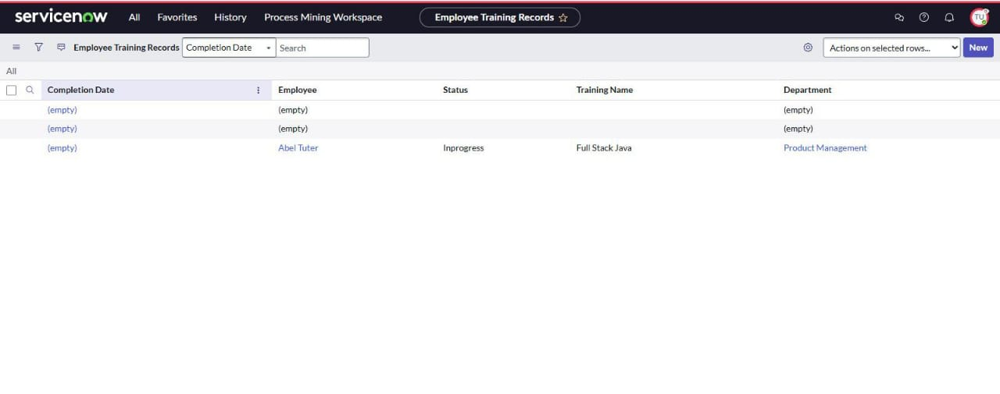 servicenow All Favorites History Process Mining Workspace Employee Training Records TU
Employee Training Records Completion Date Search Actions on selected rows... New
All
Completion Date Employee Status Training Name Department
(empty) (empty) (empty)
(empty) (empty) (empty)
(empty) Abel Tuter Inprogress Full Stack Java Product Management